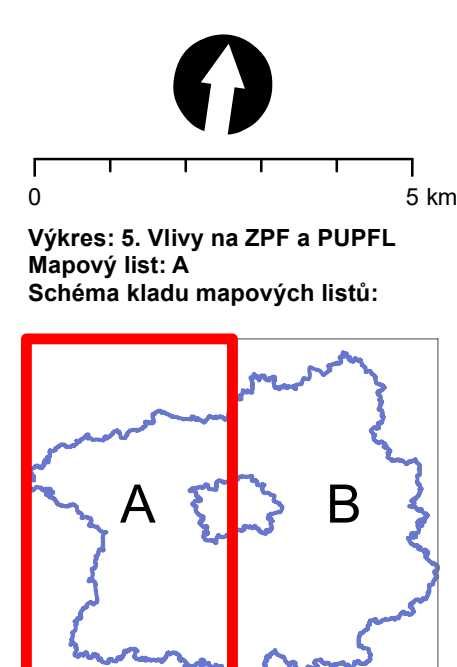 0 5 km
Výkres: 5. Vlivy na ZPF a PUPFL
Mapový list: A
Schéma kladu mapových listů:
A B